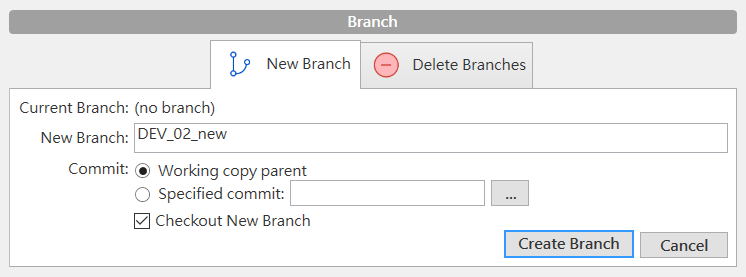 Branch
New Branch
Delete Branches
Current Branch: (no branch)
New Branch: DEV_02_new
Commit: Working copy parent
Specified commit: ...
Checkout New Branch
Create Branch Cancel